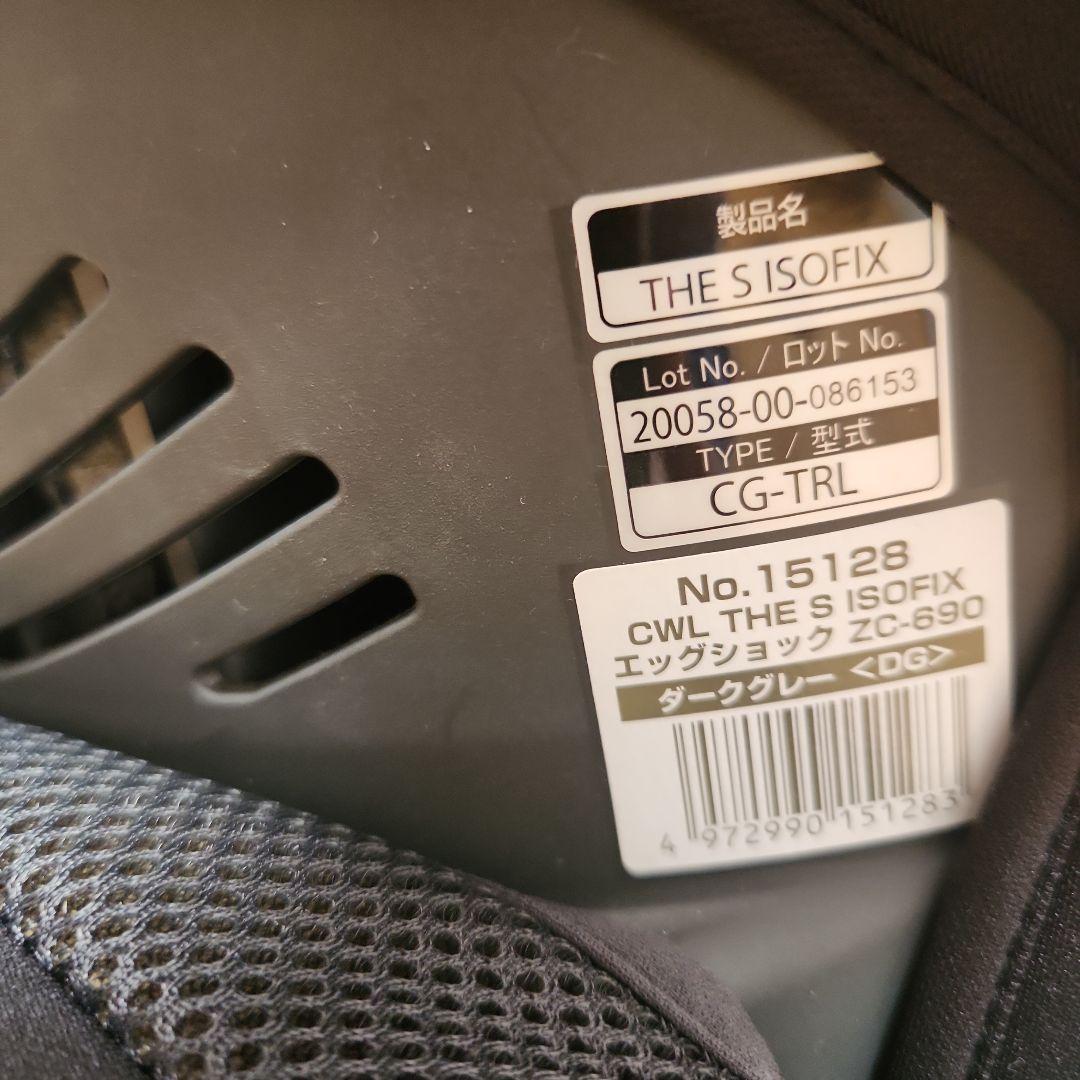 製品名
THE S ISOFIX
Lot No. / ロット No.
20058-00-086153
TYPE / 型式
CG-TRL
No.15128
CWL THE S ISOFIX
エッグショック ZC-690
ダークグレー <DG>
4 972990 151283